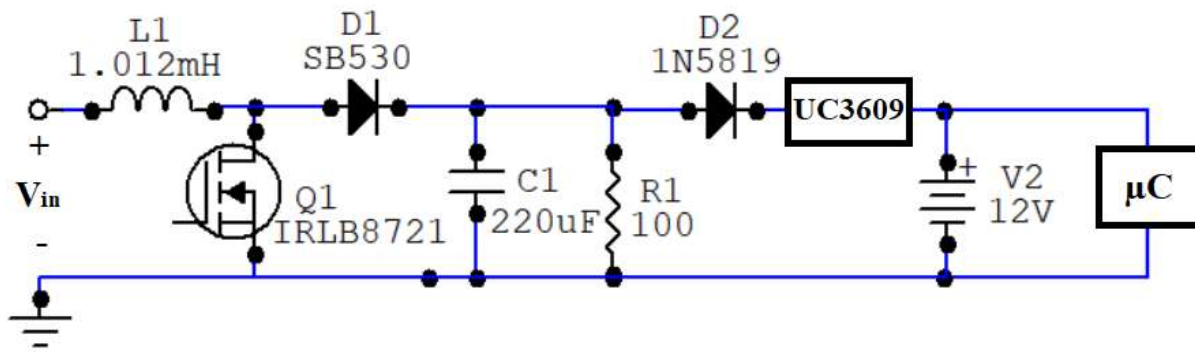 L1
1.012mH
D1
SB530
D2
1N5819
UC3609
+
Vin
-
Q1
IRLB8721
C1
220uF
R1
100
+
V2
12V
μC